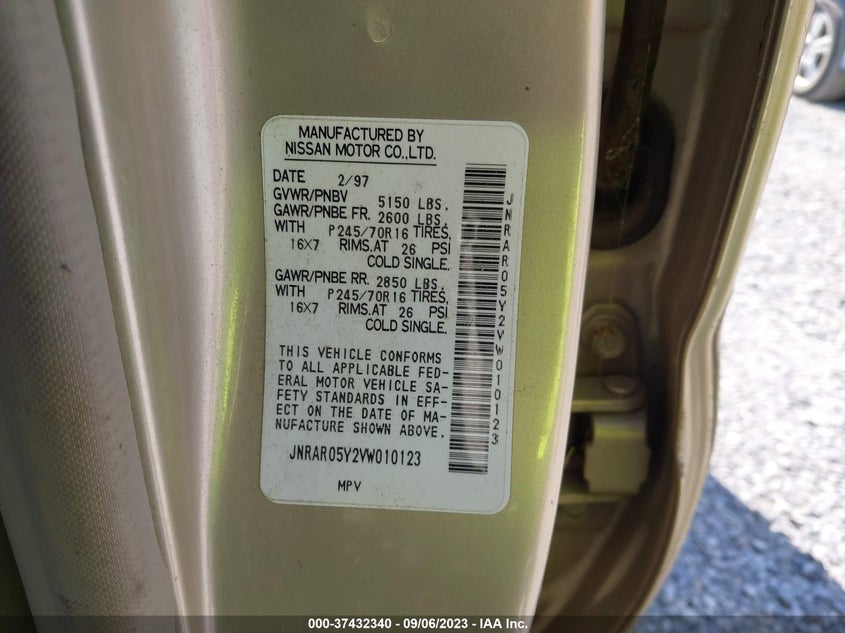 MANUFACTURED BY
NISSAN MOTOR CO.,LTD.
DATE 2/97
GVWR/PNBV 5150 LBS.
GAWR/PNBE FR. 2600 LBS.
WITH P245/70R16 TIRES,
16X7 RIMS.AT 26 PSI
COLD SINGLE.
GAWR/PNBE RR. 2850 LBS.
WITH P245/70R16 TIRES,
16X7 RIMS.AT 26 PSI
COLD SINGLE.
THIS VEHICLE CONFORMS
TO ALL APPLICABLE FED-
ERAL MOTOR VEHICLE SA-
FETY STANDARDS IN EFF-
ECT ON THE DATE OF MA-
NUFACTURE SHOWN ABOVE.
JNRAR05Y2VW010123
MPV
JNRAR05Y2VW010123
000-37432340 - 09/06/2023 - IAA Inc.